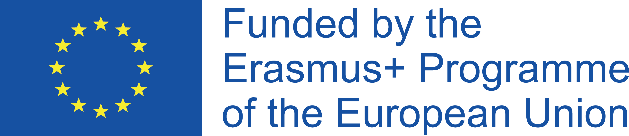 Funded by the
Erasmus+ Programme
of the European Union